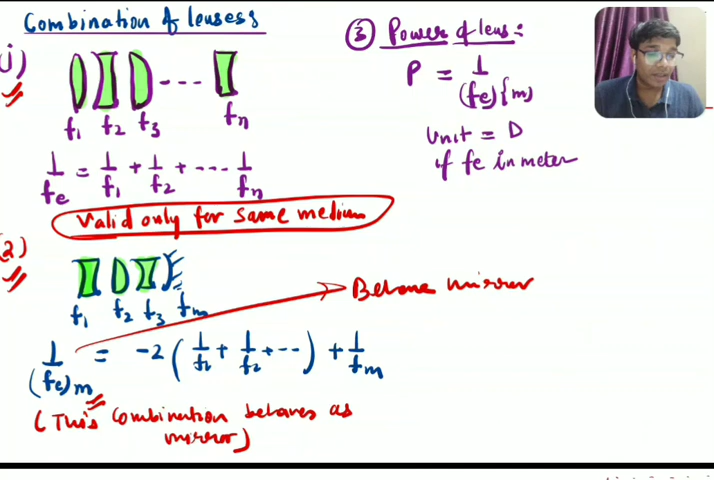 Combination of lensess
(1)
f1 f2 f3 ... fn
1/fe = 1/f1 + 1/f2 + ... 1/fn
Valid only for same medium
(2)
f1 f2 f3 fm
Behave mirror
1/(fe)m = -2 ( 1/f1 + 1/f2 + -- ) + 1/fm
(This combination behaves as
mirror)
③ Power of lens:
P = 1/(fe){m)
Unit = D
if fe in meter